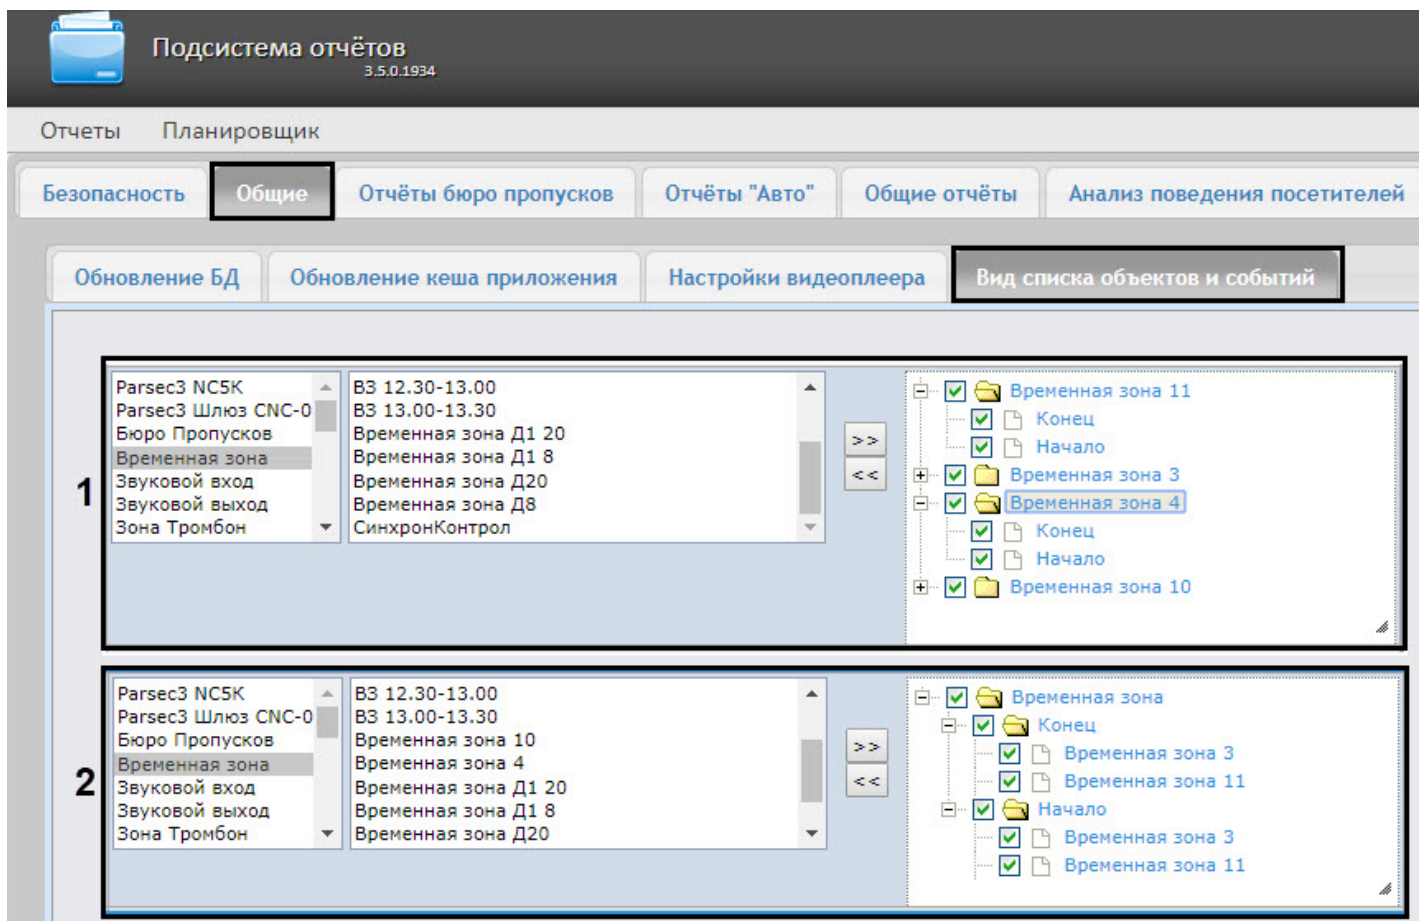 Подсистема отчётов
3.5.0.1934
Отчеты Планировщик
Безопасность Общие Отчёты бюро пропусков Отчёты "Авто" Общие отчёты Анализ поведения посетителей
Обновление БД Обновление кеша приложения Настройки видеоплеера Вид списка объектов и событий
1
Parsec3 NC5K
Parsec3 Шлюз CNC-0
Бюро Пропусков
Временная зона
Звуковой вход
Звуковой выход
Зона Тромбон
ВЗ 12.30-13.00
ВЗ 13.00-13.30
Временная зона Д1 20
Временная зона Д1 8
Временная зона Д20
Временная зона Д8
СинхронКонтрол
>>
<<
Временная зона 11
Конец
Начало
Временная зона 3
Временная зона 4
Конец
Начало
Временная зона 10
2
Parsec3 NC5K
Parsec3 Шлюз CNC-0
Бюро Пропусков
Временная зона
Звуковой вход
Звуковой выход
Зона Тромбон
ВЗ 12.30-13.00
ВЗ 13.00-13.30
Временная зона 10
Временная зона 4
Временная зона Д1 20
Временная зона Д1 8
Временная зона Д20
>>
<<
Временная зона
Конец
Временная зона 3
Временная зона 11
Начало
Временная зона 3
Временная зона 11